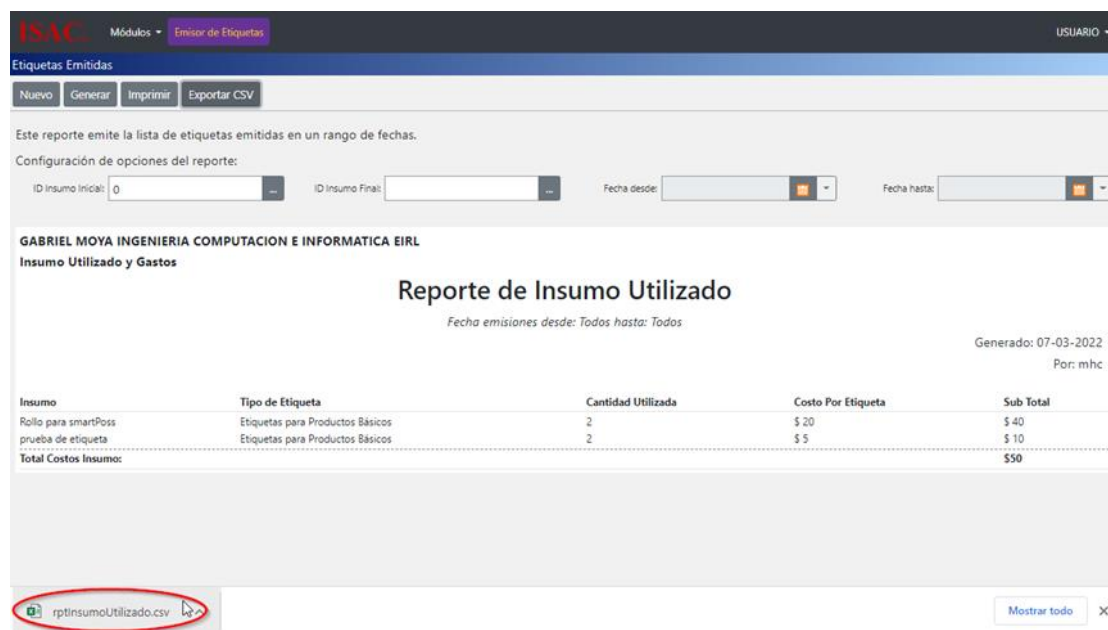 ISAC. Módulos Emisor de Etiquetas USUARIO
Etiquetas Emitidas
Nuevo Generar Imprimir Exportar CSV
Este reporte emite la lista de etiquetas emitidas en un rango de fechas.
Configuración de opciones del reporte:
ID Insumo Inicial: 0 ... ID Insumo Final: ... Fecha desde: Fecha hasta:
GABRIEL MOYA INGENIERIA COMPUTACION E INFORMATICA EIRL
Insumo Utilizado y Gastos
Reporte de Insumo Utilizado
Fecha emisiones desde: Todos hasta: Todos
Generado: 07-03-2022
Por: mhc
Insumo Tipo de Etiqueta Cantidad Utilizada Costo Por Etiqueta Sub Total
Rollo para smartPoss Etiquetas para Productos Básicos 2 $ 20 $ 40
prueba de etiqueta Etiquetas para Productos Básicos 2 $ 5 $ 10
Total Costos Insumo: $50
rptInsumoUtilizado.csv Mostrar todo